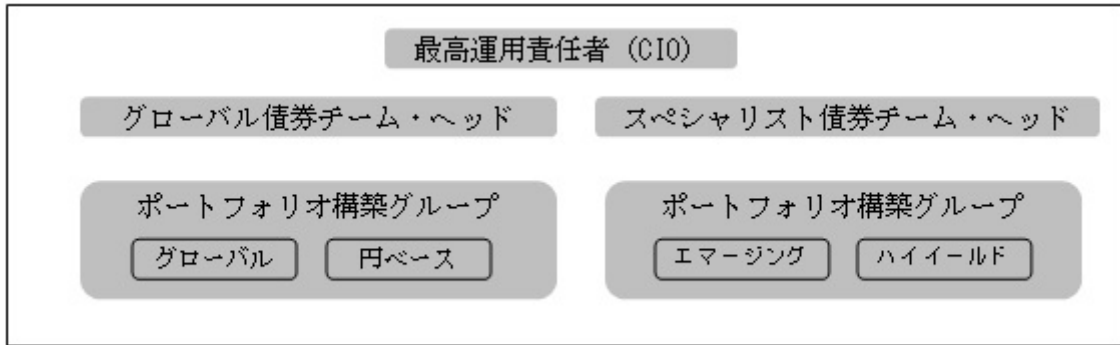 最高運用責任者 (CIO)
グローバル債券チーム・ヘッド
スペシャリスト債券チーム・ヘッド
ポートフォリオ構築グループ
グローバル
円ベース
ポートフォリオ構築グループ
エマージング
ハイイールド